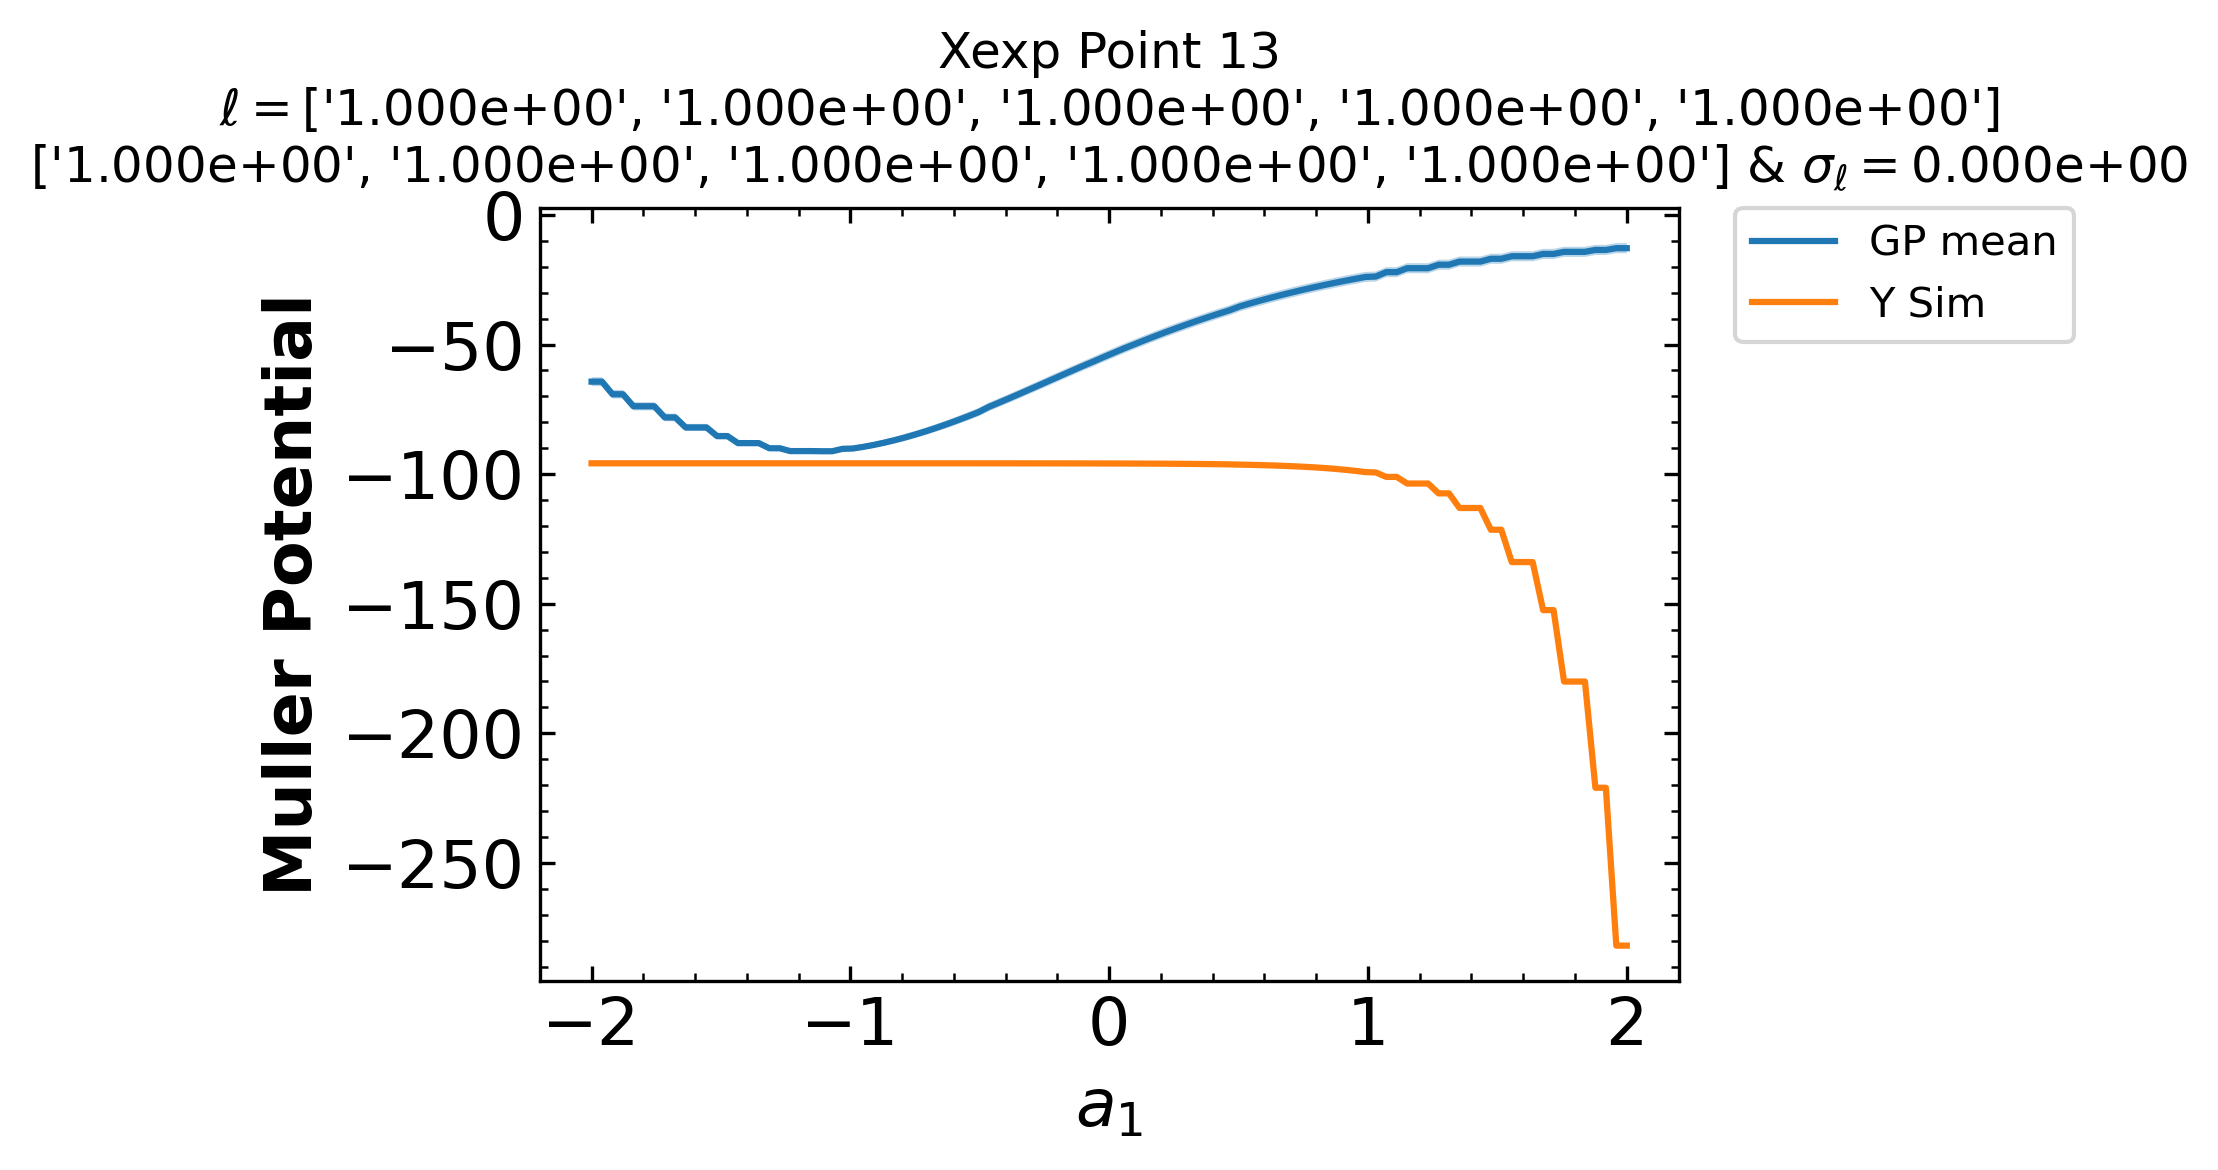 Xexp Point 13
ℓ = ['1.000e+00', '1.000e+00', '1.000e+00', '1.000e+00', '1.000e+00']
['1.000e+00', '1.000e+00', '1.000e+00', '1.000e+00', '1.000e+00'] & σℓ = 0.000e+00
GP mean
Y Sim
Muller Potential
0
−50
−100
−150
−200
−250
−2 −1 0 1 2
a₁